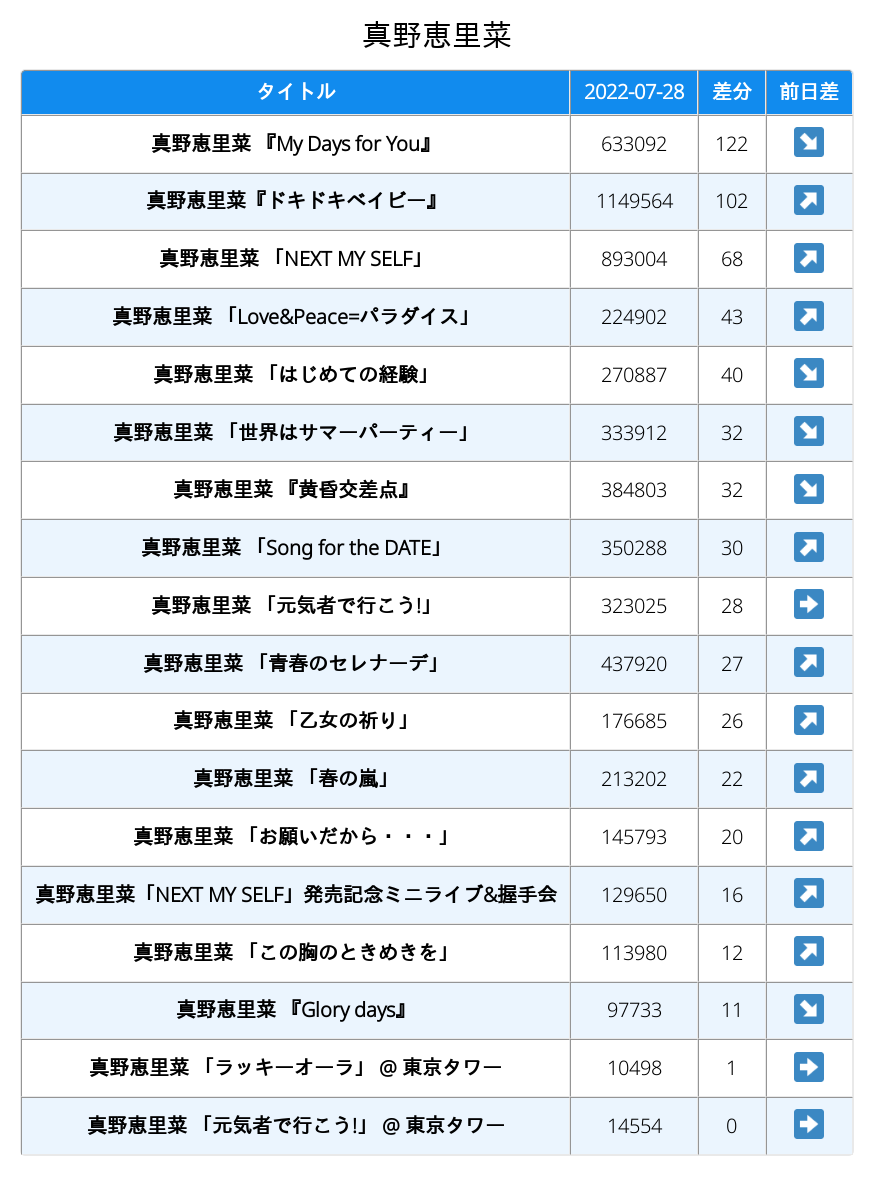 真野恵里菜
タイトル 2022-07-28 差分 前日差
真野恵里菜 『My Days for You』 633092 122 ↘
真野恵里菜『ドキドキベイビー』 1149564 102 ↗
真野恵里菜 「NEXT MY SELF」 893004 68 ↗
真野恵里菜 「Love&Peace=パラダイス」 224902 43 ↗
真野恵里菜 「はじめての経験」 270887 40 ↘
真野恵里菜 「世界はサマーパーティー」 333912 32 ↘
真野恵里菜 『黄昏交差点』 384803 32 ↘
真野恵里菜 「Song for the DATE」 350288 30 ↗
真野恵里菜 「元気者で行こう!」 323025 28 →
真野恵里菜 「青春のセレナーデ」 437920 27 ↗
真野恵里菜 「乙女の祈り」 176685 26 ↗
真野恵里菜 「春の嵐」 213202 22 ↗
真野恵里菜 「お願いだから・・・」 145793 20 ↗
真野恵里菜「NEXT MY SELF」発売記念ミニライブ&握手会 129650 16 ↗
真野恵里菜 「この胸のときめきを」 113980 12 ↗
真野恵里菜 『Glory days』 97733 11 ↘
真野恵里菜 「ラッキーオーラ」 @ 東京タワー 10498 1 →
真野恵里菜 「元気者で行こう!」 @ 東京タワー 14554 0 →